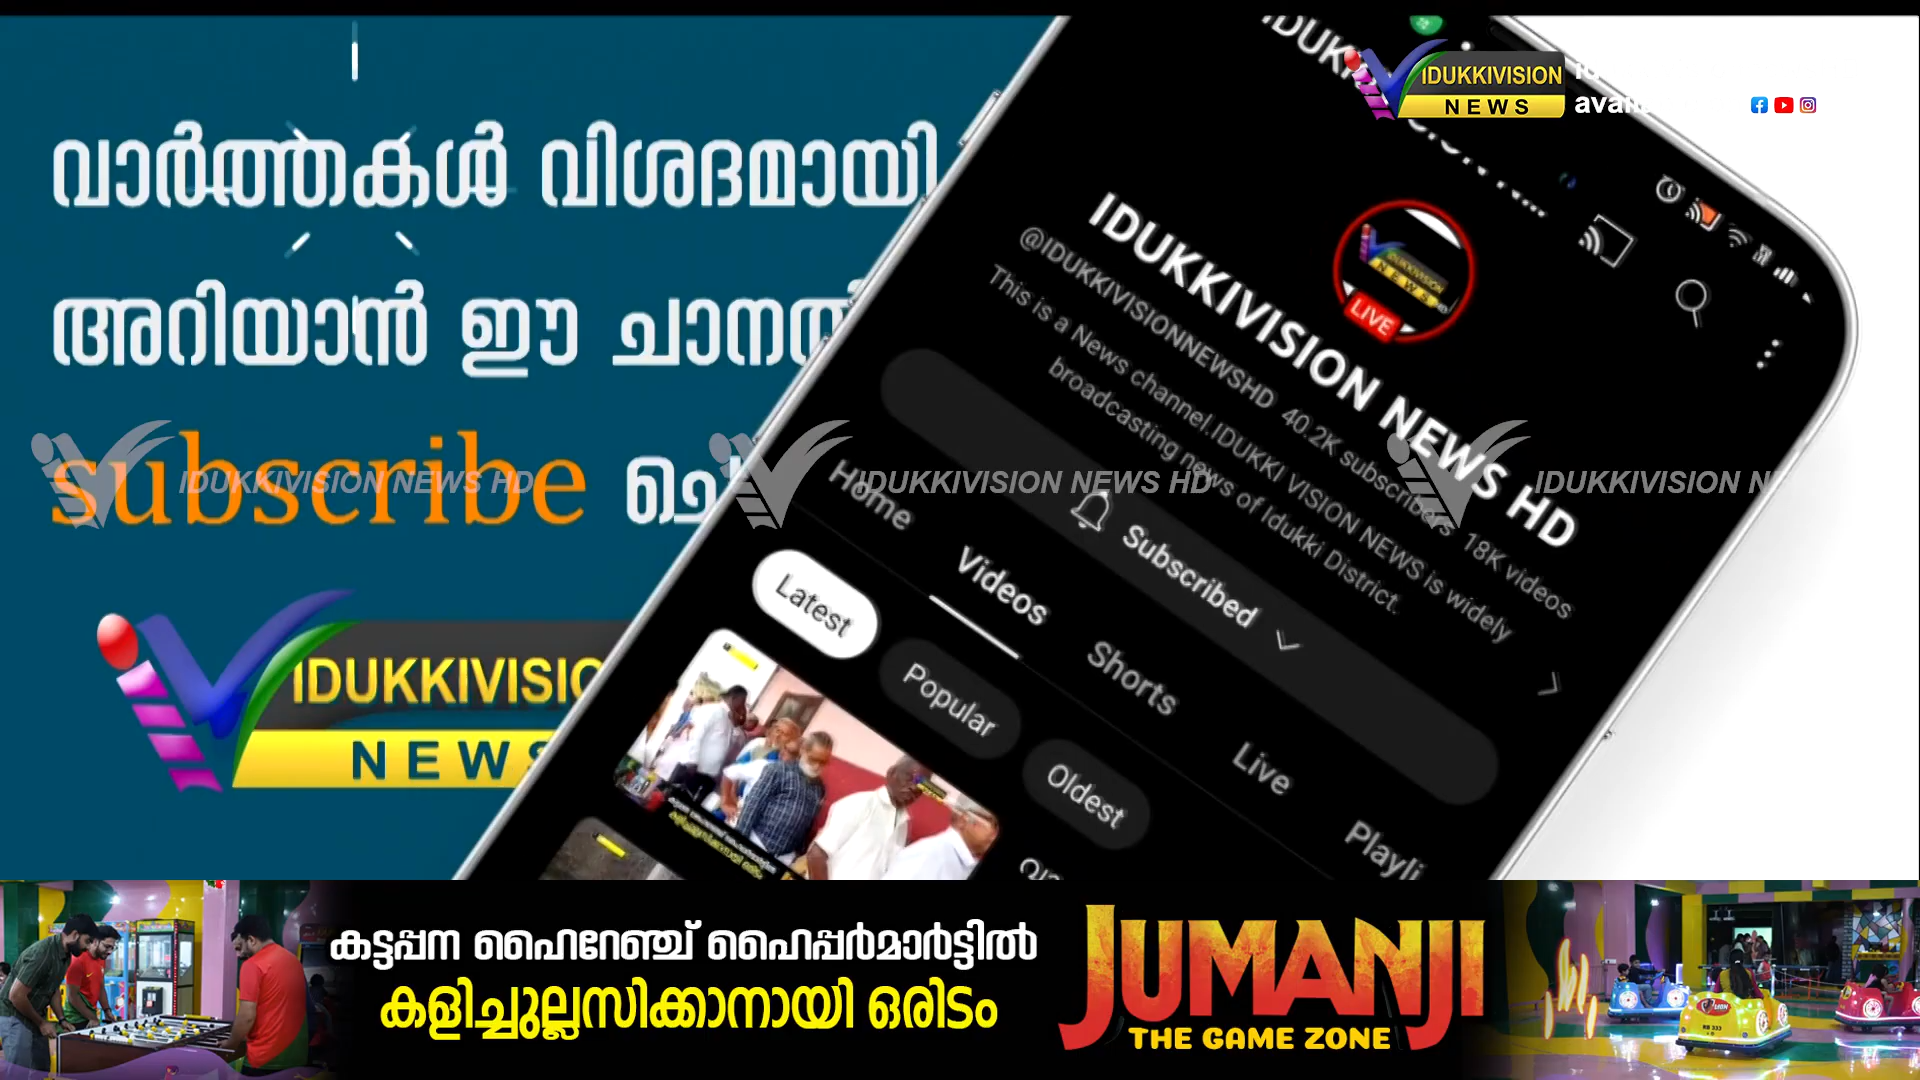 വാർത്തകൾ വിശദമായി
അറിയാൻ ഈ
subscribe
IDUKKIVISION
NEWS
IDUKKIVISION
NEWS
IDUKKIVISION NEWS HD
@IDUKKIVISIONNEWSHD 40.2K subscribers 18K videos
This is a News channel.IDUKKI VISION NEWS is widely
broadcasting news of Idukki District.
LIVE
Subscribed
Home
Videos
Shorts
Live
Latest
Popular
Oldest
IDUKKIVISION NEWS HD
IDUKKIVISION NEWS HD
IDUKKIVISION
കട്ടപ്പന ഹൈറേഞ്ച് ഹൈപ്പർമാർട്ടിൽ
കളിച്ചുല്ലസിക്കാനായി ഒരിടം
JUMANJI
THE GAME ZONE